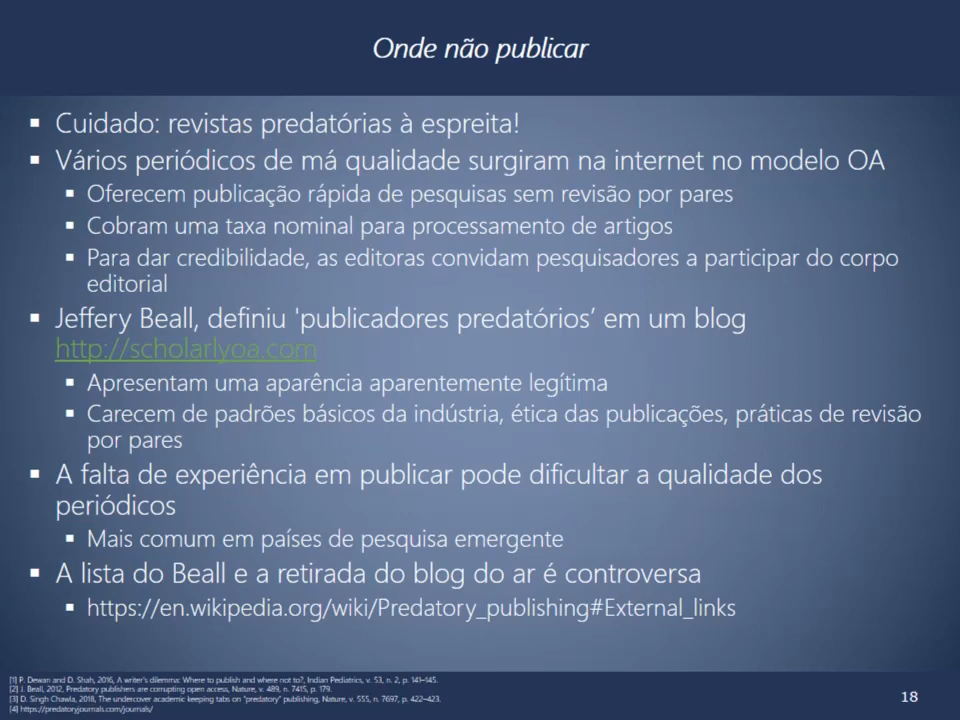 Onde não publicar
▪ Cuidado: revistas predatórias à espreita!
▪ Vários periódicos de má qualidade surgiram na internet no modelo OA
▪ Oferecem publicação rápida de pesquisas sem revisão por pares
▪ Cobram uma taxa nominal para processamento de artigos
▪ Para dar credibilidade, as editoras convidam pesquisadores a participar do corpo
editorial
▪ Jeffery Beall, definiu 'publicadores predatórios’ em um blog
http://scholarlyoa.com
▪ Apresentam uma aparência aparentemente legítima
▪ Carecem de padrões básicos da indústria, ética das publicações, práticas de revisão
por pares
▪ A falta de experiência em publicar pode dificultar a qualidade dos
periódicos
▪ Mais comum em países de pesquisa emergente
▪ A lista do Beall e a retirada do blog do ar é controversa
▪ https://en.wikipedia.org/wiki/Predatory_publishing#External_links
[1] P. Dewan and D. Shah, 2016, A writer's dilemma: Where to publish and where not to?, Indian Pediatrics, v. 53, n. 2, p. 141–145.
[2] J. Beall, 2012, Predatory publishers are corrupting open access, Nature, v. 489, n. 7415, p. 179.
[3] D. Singh Chawla, 2018, The undercover academic keeping tabs on "predatory" publishing, Nature, v. 555, n. 7697, p. 422–423.
[4] https://predatoryjournals.com/journals/
18